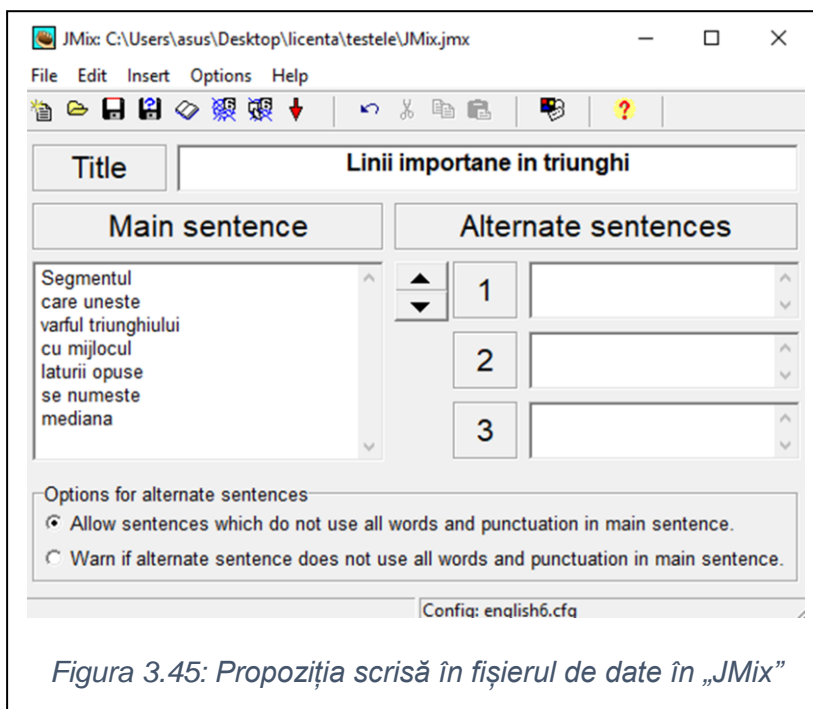 JMix: C:\Users\asus\Desktop\licenta\testele\JMix.jmx
File Edit Insert Options Help
Title
Linii importane in triunghi
Main sentence
Alternate sentences
Segmentul
care uneste
varful triunghiului
cu mijlocul
laturii opuse
se numeste
mediana
1
2
3
Options for alternate sentences
Allow sentences which do not use all words and punctuation in main sentence.
Warn if alternate sentence does not use all words and punctuation in main sentence.
Config: english6.cfg
Figura 3.45: Propoziția scrisă în fișierul de date în „JMix”